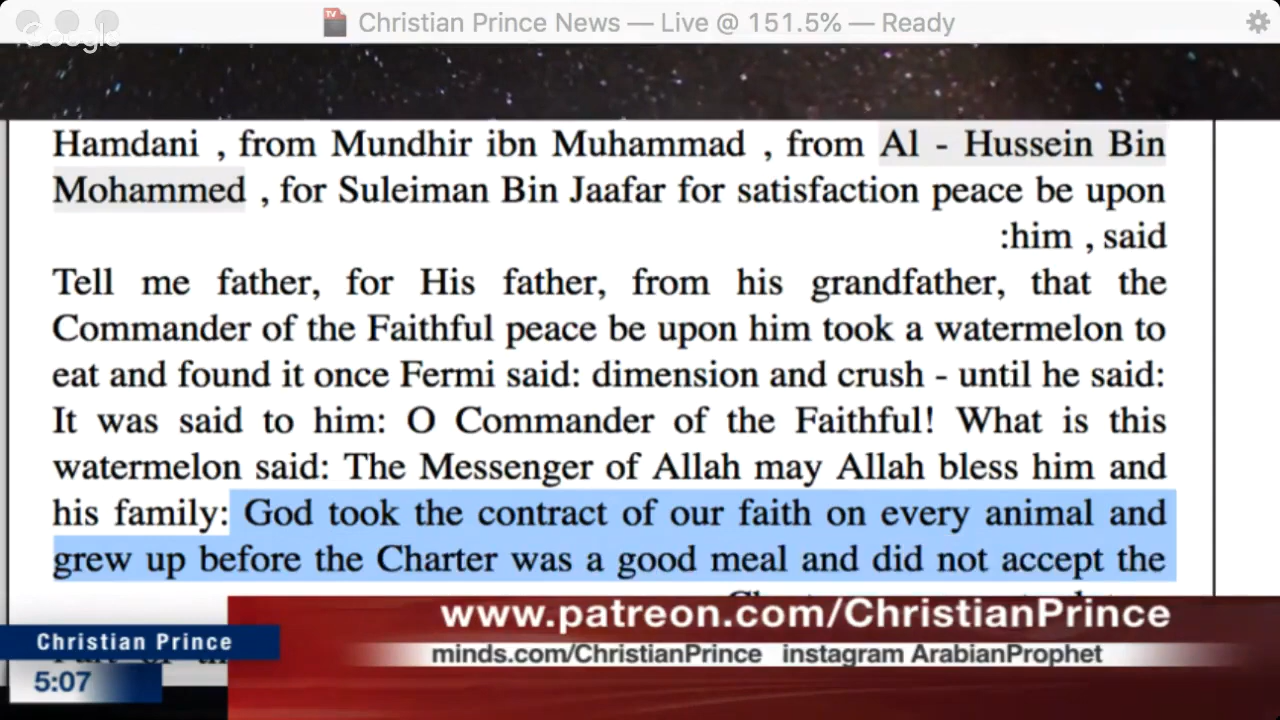 Christian Prince News — Live @ 151.5% — Ready
Google
TV
Hamdani , from Mundhir ibn Muhammad , from Al - Hussein Bin
Mohammed , for Suleiman Bin Jaafar for satisfaction peace be upon
:him , said
Tell me father, for His father, from his grandfather, that the
Commander of the Faithful peace be upon him took a watermelon to
eat and found it once Fermi said: dimension and crush - until he said:
It was said to him: O Commander of the Faithful! What is this
watermelon said: The Messenger of Allah may Allah bless him and
his family: God took the contract of our faith on every animal and
grew up before the Charter was a good meal and did not accept the
www.patreon.com/ChristianPrince
Christian Prince
minds.com/ChristianPrince instagram ArabianProphet
5:07